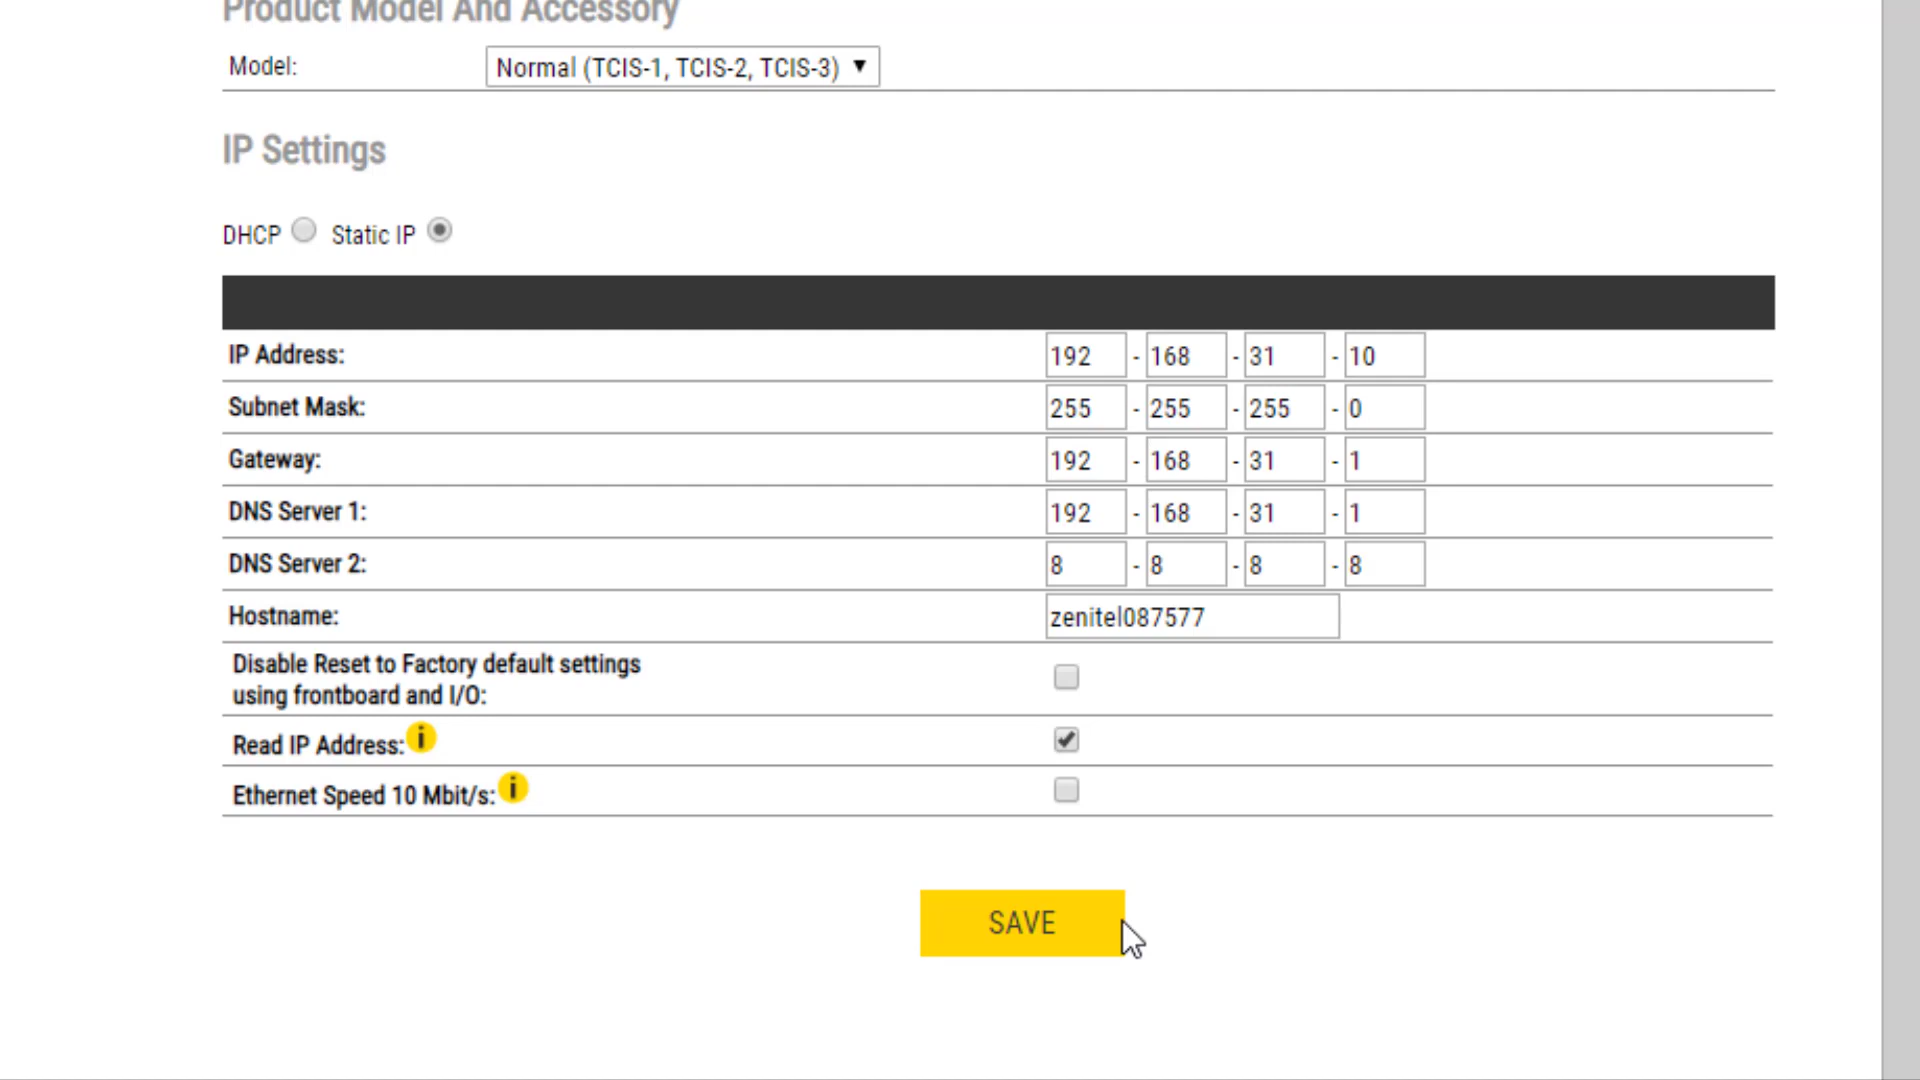 Product Model And Accessory
Model: Normal (TCIS-1, TCIS-2, TCIS-3)
IP Settings
DHCP Static IP
IP Address: 192 - 168 - 31 - 10
Subnet Mask: 255 - 255 - 255 - 0
Gateway: 192 - 168 - 31 - 1
DNS Server 1: 192 - 168 - 31 - 1
DNS Server 2: 8 - 8 - 8 - 8
Hostname: zenitel087577
Disable Reset to Factory default settings
using frontboard and I/O:
Read IP Address: i
Ethernet Speed 10 Mbit/s: i
SAVE